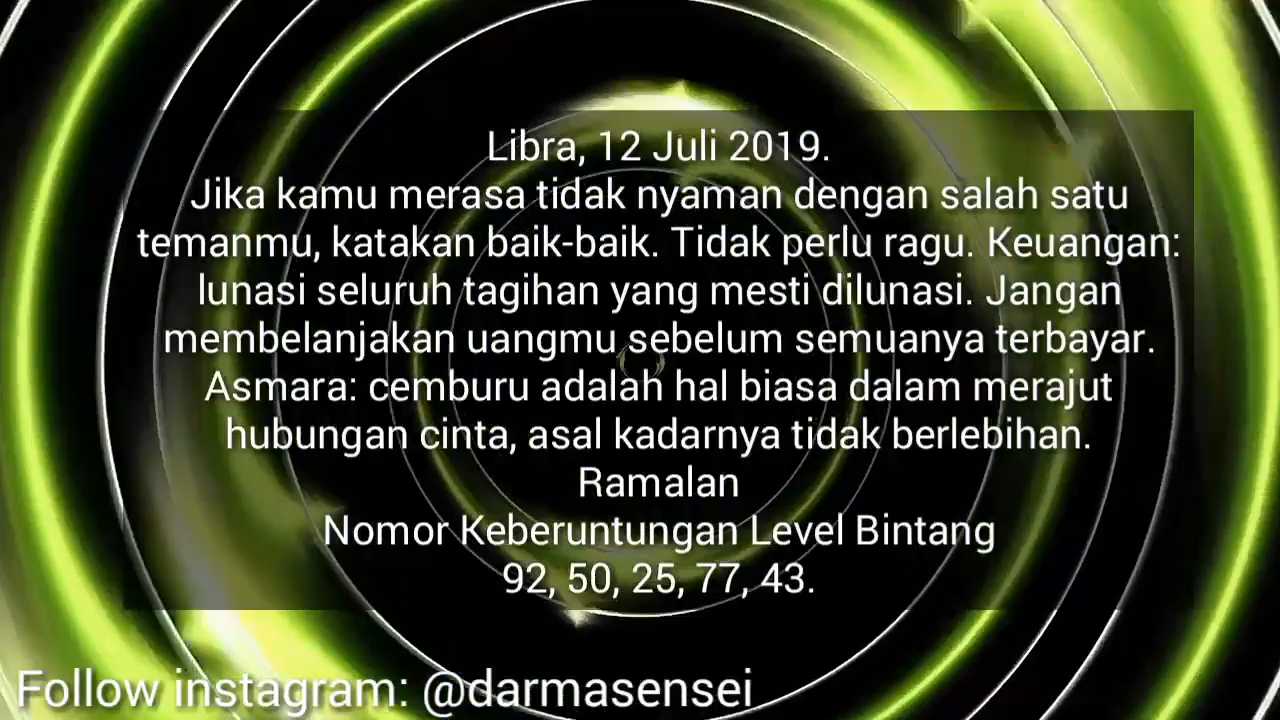 Libra, 12 Juli 2019.
Jika kamu merasa tidak nyaman dengan salah satu
temanmu, katakan baik-baik. Tidak perlu ragu. Keuangan:
lunasi seluruh tagihan yang mesti dilunasi. Jangan
membelanjakan uangmu sebelum semuanya terbayar.
Asmara: cemburu adalah hal biasa dalam merajut
hubungan cinta, asal kadarnya tidak berlebihan.
Ramalan
Nomor Keberuntungan Level Bintang
92, 50, 25, 77, 43.
Follow instagram: @darmasensei